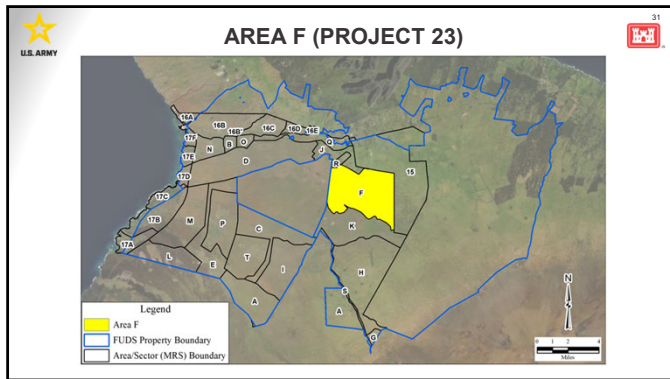 31
AREA F (PROJECT 23)
U.S. ARMY
16A
16B
16C
16D
16E
16B
17F
N
B
O
Q
J
17E
R
15
D
17D
F
17C
17B
M
P
C
K
17A
L
E
T
I
H
A
S
A
G
N
Legend
Area F
FUDS Property Boundary
Area/Sector (MRS) Boundary
0 1 2 4
Miles